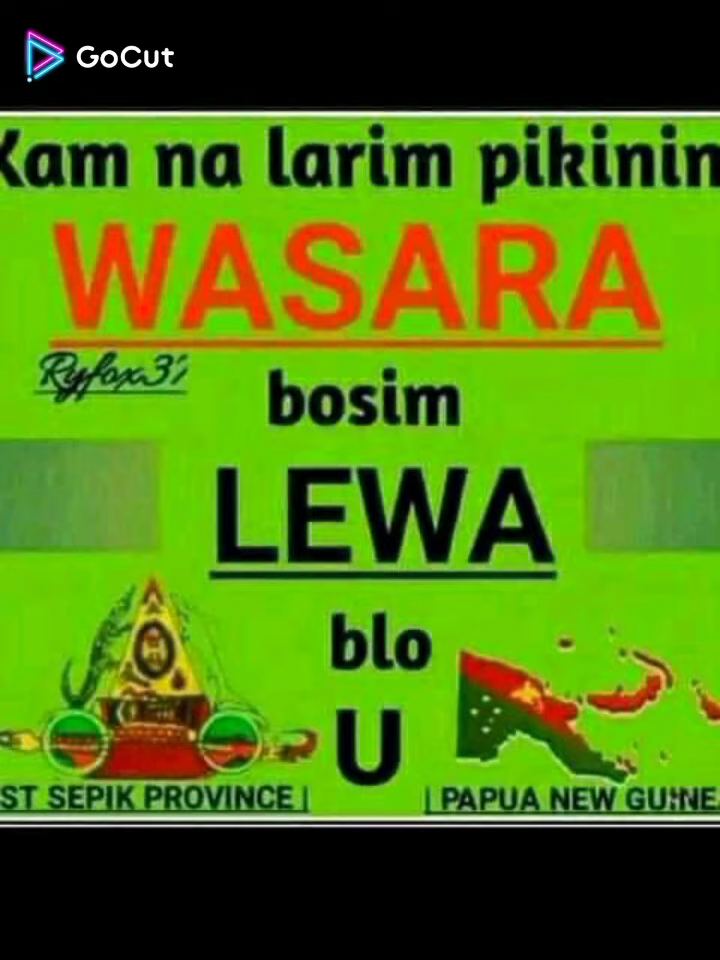 GoCut
Kam na larim pikinin
WASARA
Ryfox3
bosim
LEWA
blo
U
ST SEPIK PROVINCE |
| PAPUA NEW GUINE